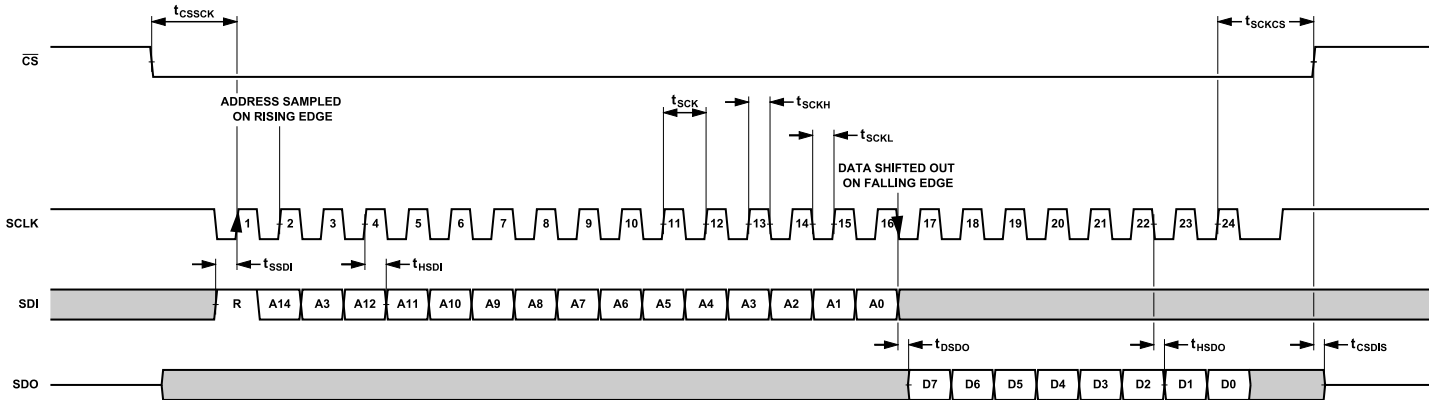 tCSSCK
tSCKCS
CS
ADDRESS SAMPLED
ON RISING EDGE
tSCK
tSCKH
tSCKL
DATA SHIFTED OUT
ON FALLING EDGE
SCLK
1 2 3 4 5 6 7 8 9 10 11 12 13 14 15 16 17 18 19 20 21 22 23 24
tSSDI
tHSDI
SDI
R A14 A3 A12 A11 A10 A9 A8 A7 A6 A5 A4 A3 A2 A1 A0
tDSDO
tHSDO
tCSDIS
SDO
D7 D6 D5 D4 D3 D2 D1 D0